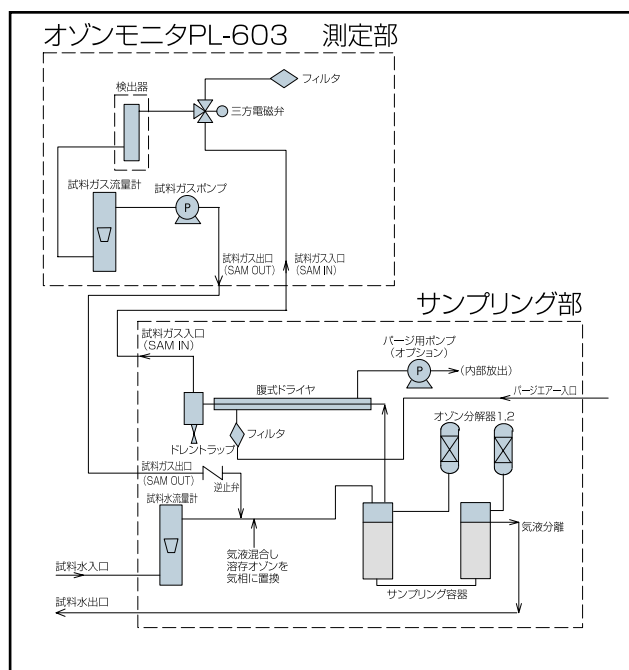 オゾンモニタPL-603 測定部
検出器
フィルタ
三方電磁弁
試料ガス流量計
試料ガスポンプ
P
試料ガス出口
(SAM OUT)
試料ガス入口
(SAM IN)
サンプリング部
試料ガス入口
(SAM IN)
パージ用ポンプ
(オプション)
P
(内部放出)
腹式ドライヤ
パージエアー入口
オゾン分解器1.2
フィルタ
ドレントラップ
試料ガス出口
(SAM OUT)
逆止弁
試料水流量計
気液分離
気液混合し
溶存オゾンを
気相に置換
試料水入口
サンプリング容器
試料水出口